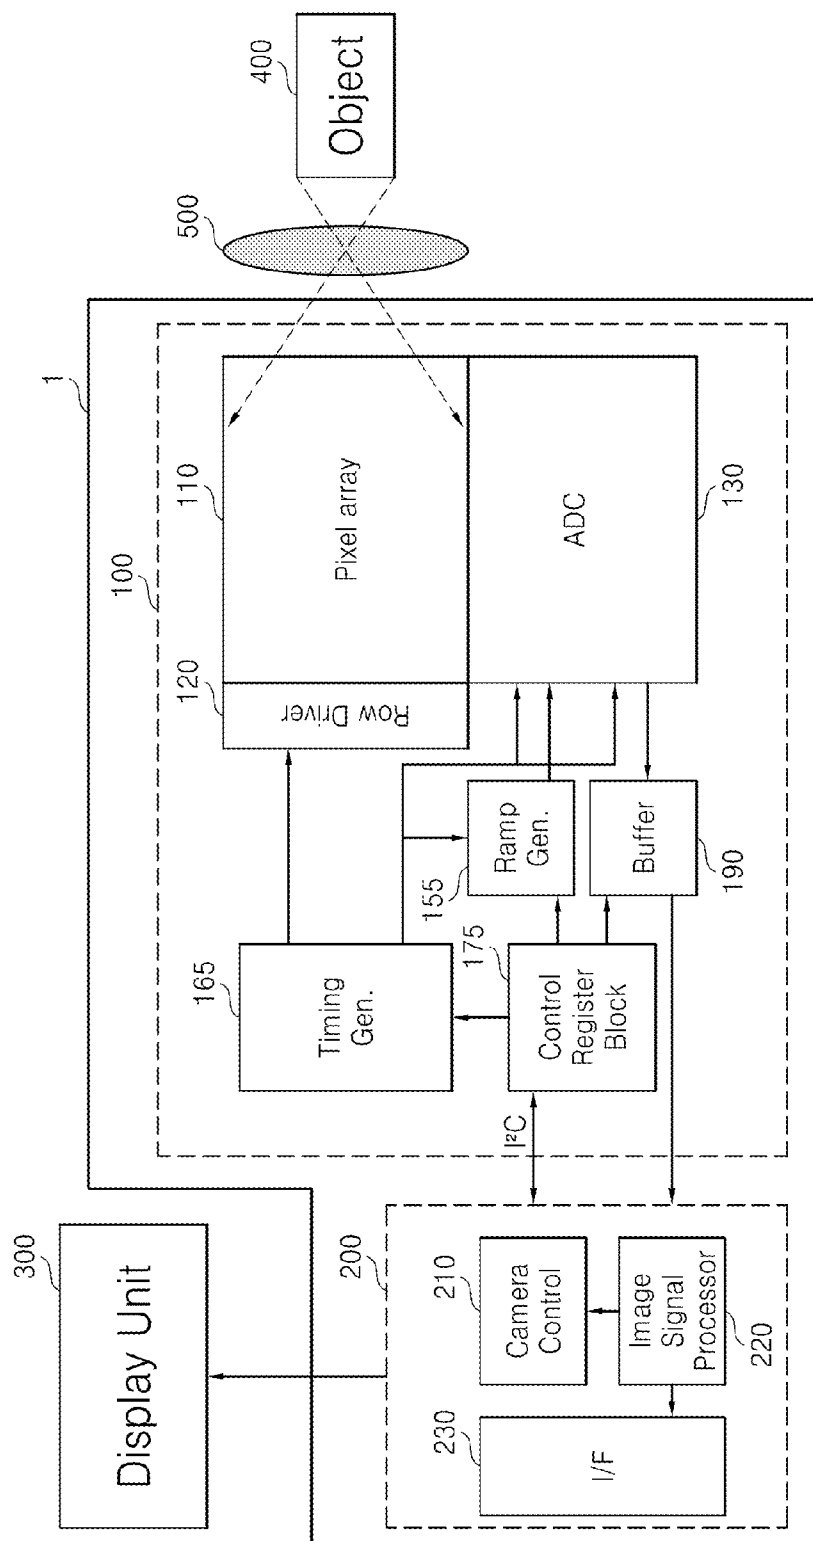 1
300
Display Unit
100
165
Timing
Gen.
120
Row Driver
110
Pixel array
500
400
Object
200
210
Camera
Control
I²C
175
Control
Register
Block
155
Ramp
Gen.
ADC
130
230
I/F
Image
Signal
Processor
220
Buffer
190